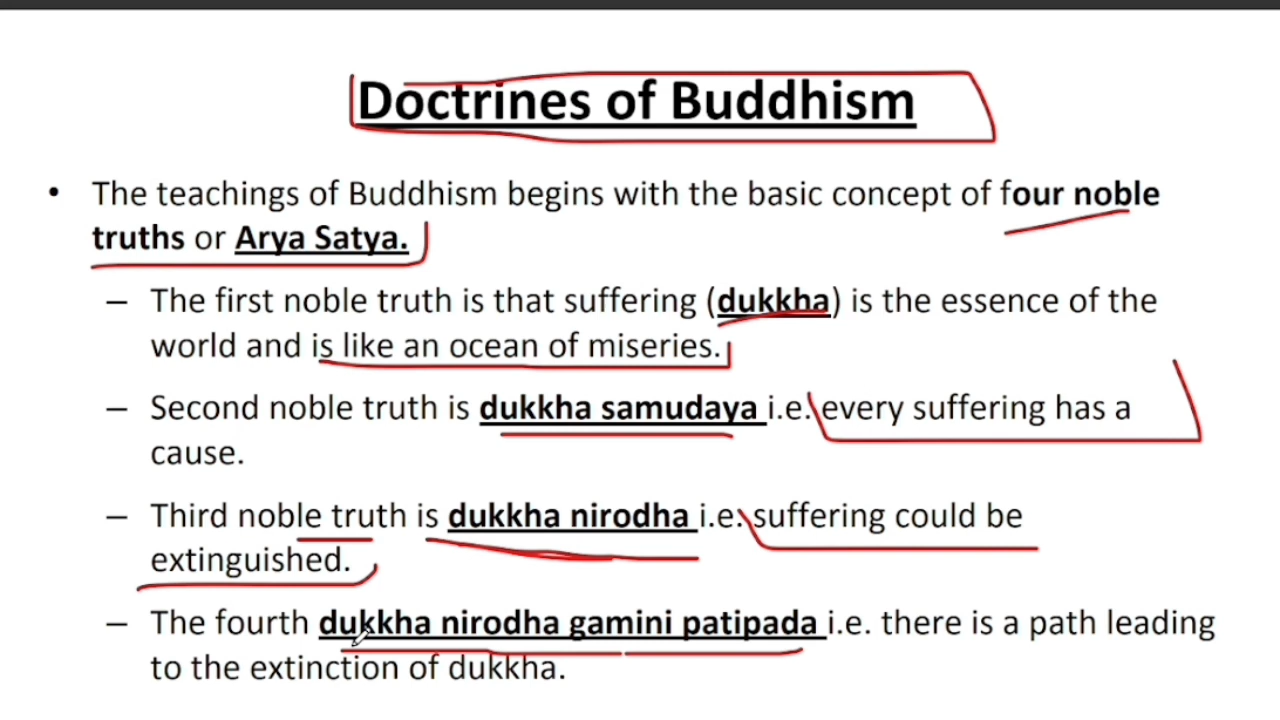 Doctrines of Buddhism
• The teachings of Buddhism begins with the basic concept of four noble
truths or Arya Satya.
– The first noble truth is that suffering (dukkha) is the essence of the
world and is like an ocean of miseries.
– Second noble truth is dukkha samudaya i.e. every suffering has a
cause.
– Third noble truth is dukkha nirodha i.e. suffering could be
extinguished.
– The fourth dukkha nirodha gamini patipada i.e. there is a path leading
to the extinction of dukkha.